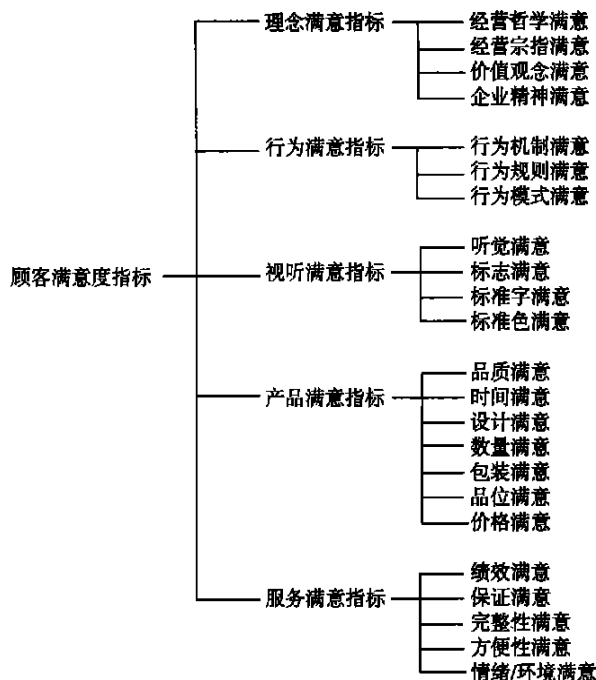 理念满意指标
经营哲学满意
经营宗指满意
价值观念满意
企业精神满意
行为满意指标
行为机制满意
行为规则满意
行为模式满意
顾客满意度指标
视听满意指标
听觉满意
标志满意
标准字满意
标准色满意
产品满意指标
品质满意
时间满意
设计满意
数量满意
包装满意
品位满意
价格满意
服务满意指标
绩效满意
保证满意
完整性满意
方便性满意
情绪/环境满意